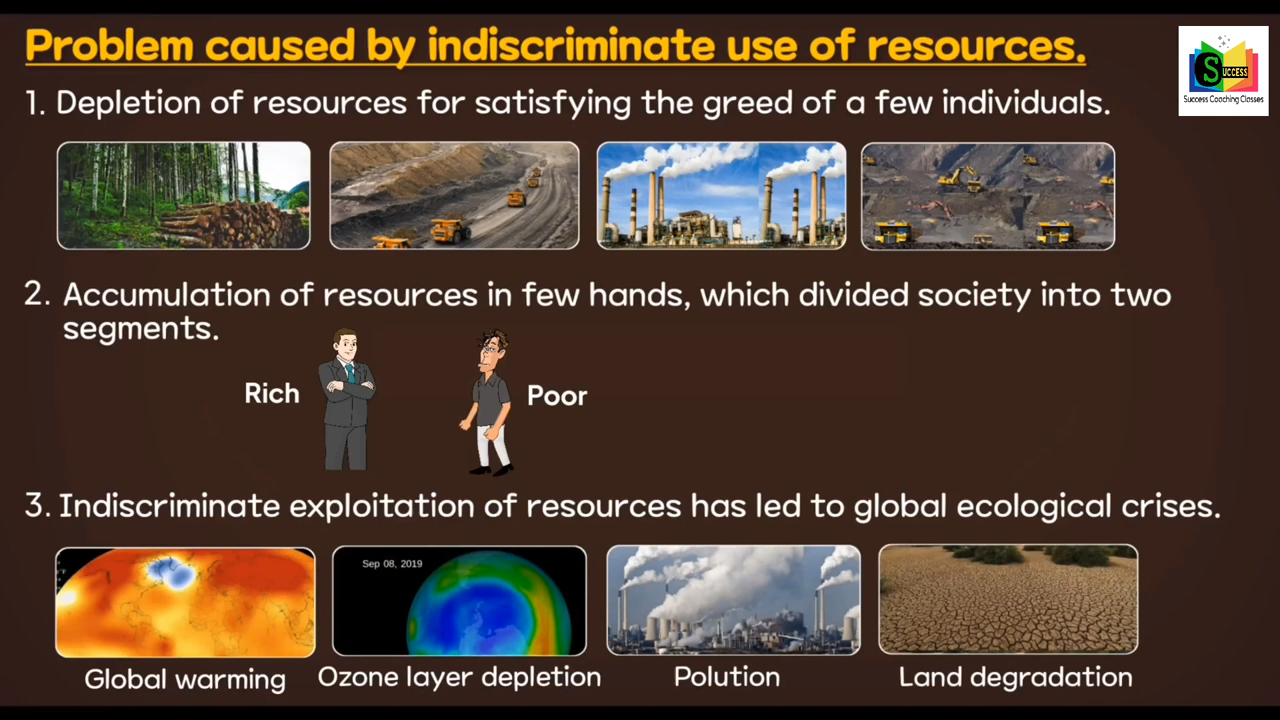 Problem caused by indiscriminate use of resources.
SUCCESS
Success Coaching Classes
1. Depletion of resources for satisfying the greed of a few individuals.
2. Accumulation of resources in few hands, which divided society into two
segments.
Rich
Poor
3. Indiscriminate exploitation of resources has led to global ecological crises.
Sep 08, 2019
Global warming
Ozone layer depletion
Polution
Land degradation